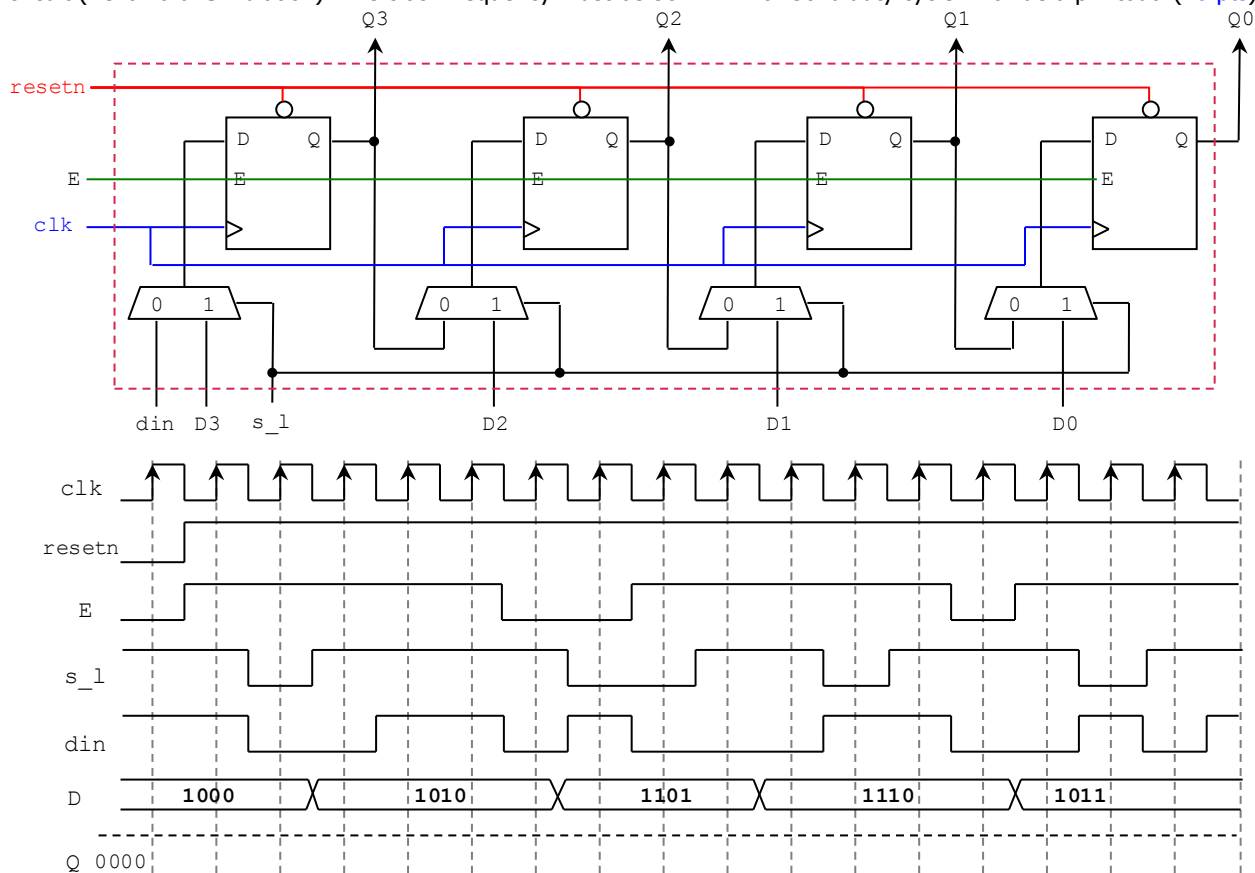 Q3 Q2 Q1 Q0
resetn
D Q D Q D Q D Q
E E E E E
clk
0 1 0 1 0 1 0 1
din D3 s_l D2 D1 D0
clk
resetn
E
s_l
din
D 1000 1010 1101 1110 1011
Q 0000